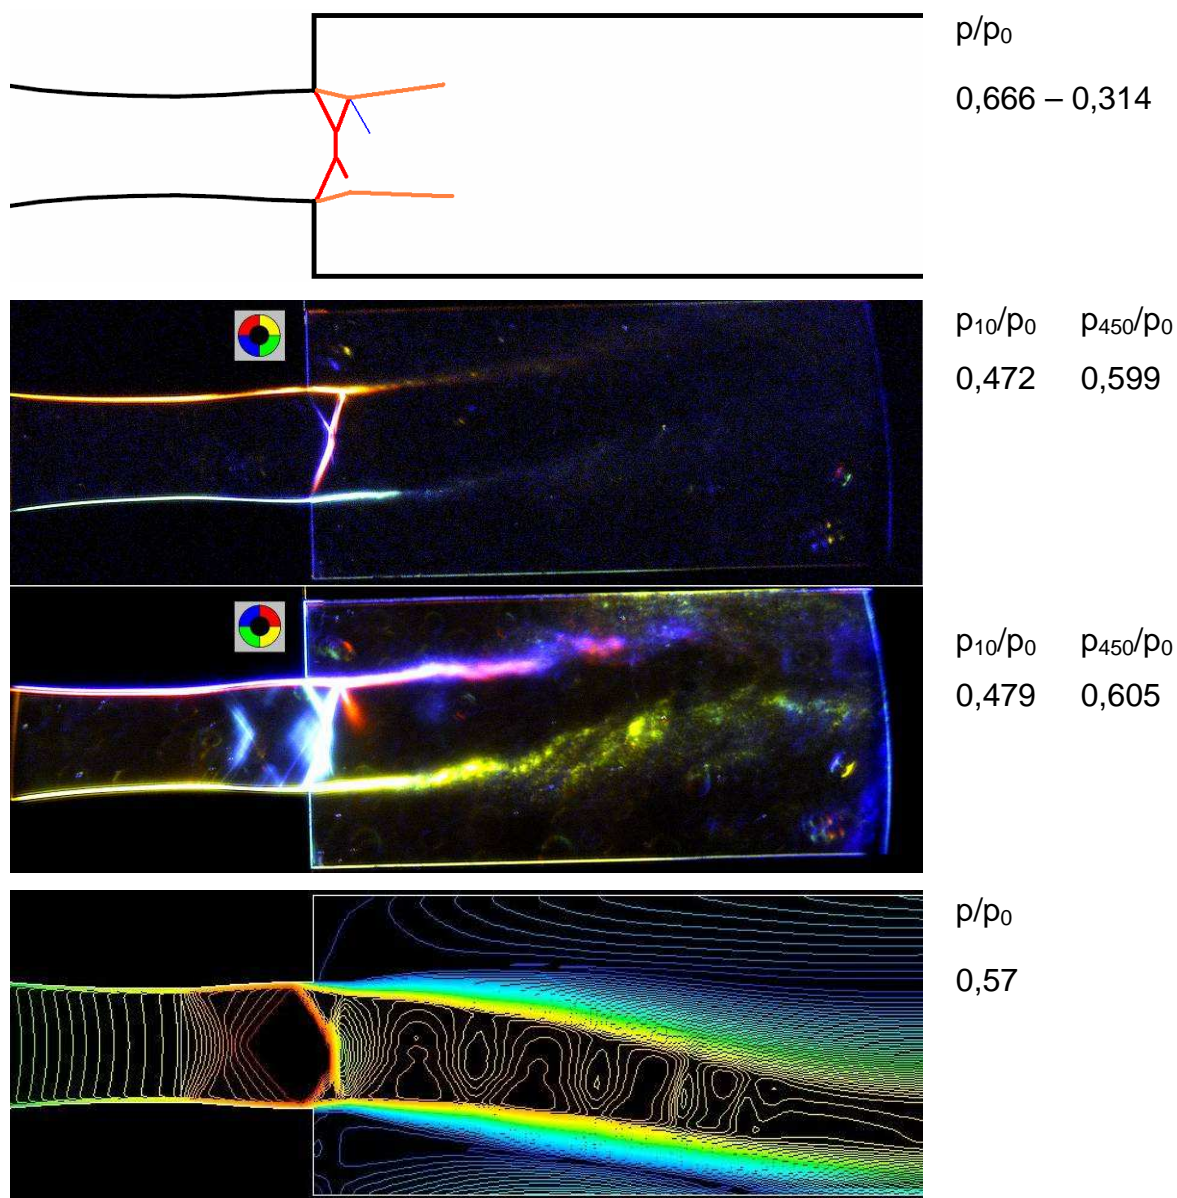 p/p₀
0,666 – 0,314
p₁₀/p₀ p₄₅₀/p₀
0,472 0,599
p₁₀/p₀ p₄₅₀/p₀
0,479 0,605
p/p₀
0,57